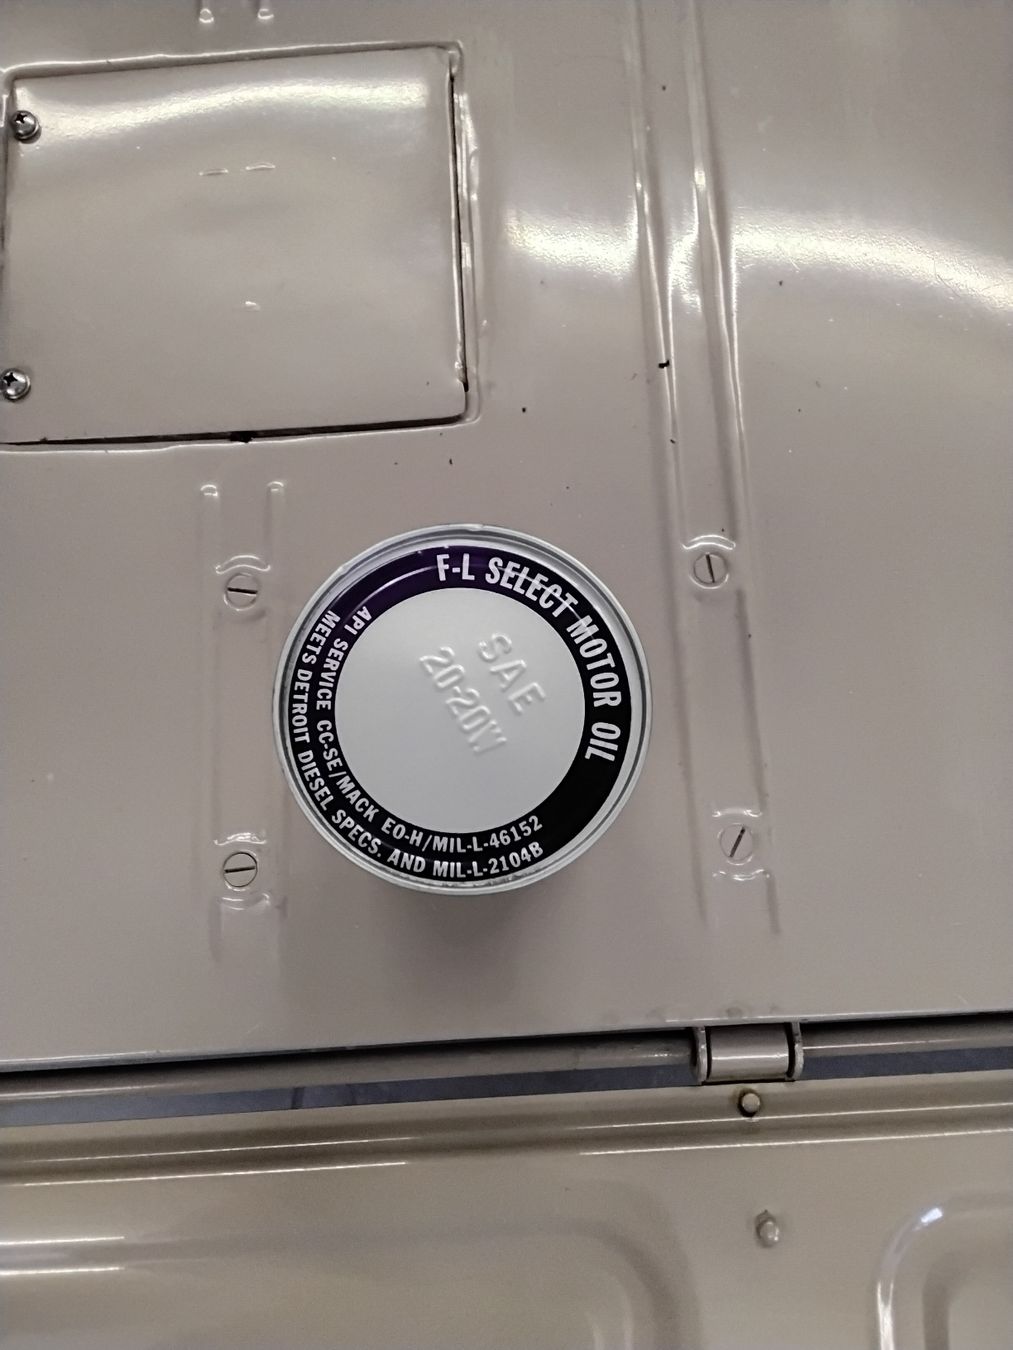 F-L SELECT MOTOR OIL
SAE
20-20W
API SERVICE CC-SE/MACK EO-H/MIL-L-46152
MEETS DETROIT DIESEL SPECS. AND MIL-L-2104B